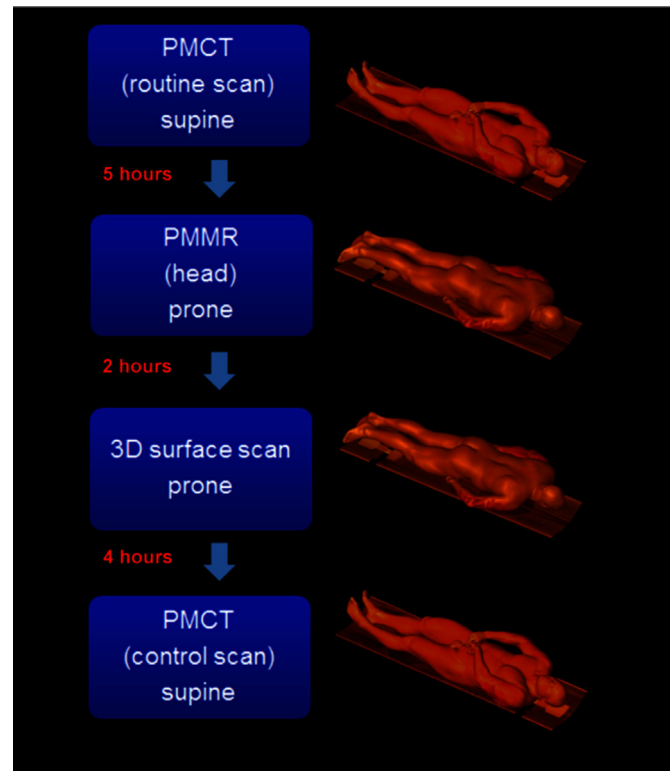 PMCT
(routine scan)
supine
5 hours
PMMR
(head)
prone
2 hours
3D surface scan
prone
4 hours
PMCT
(control scan)
supine